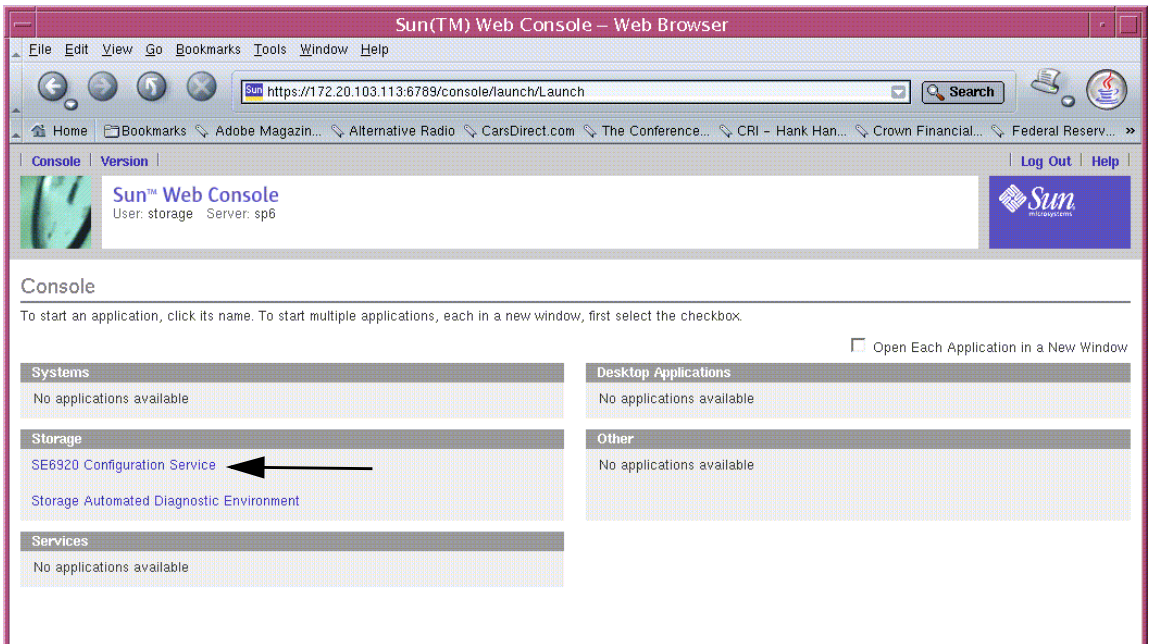 Sun(TM) Web Console – Web Browser
File Edit View Go Bookmarks Tools Window Help
Sun https://172.20.103.113:6789/console/launch/Launch Search
Home Bookmarks Adobe Magazin... Alternative Radio CarsDirect.com The Conference... CRI – Hank Han... Crown Financial... Federal Reserv... »
Console Version Log Out Help
Sun™ Web Console
User: storage Server: sp6
Sun
microsystems
Console
To start an application, click its name. To start multiple applications, each in a new window, first select the checkbox.
Open Each Application in a New Window
Systems
No applications available
Desktop Applications
No applications available
Storage
SE6920 Configuration Service
Storage Automated Diagnostic Environment
Other
No applications available
Services
No applications available